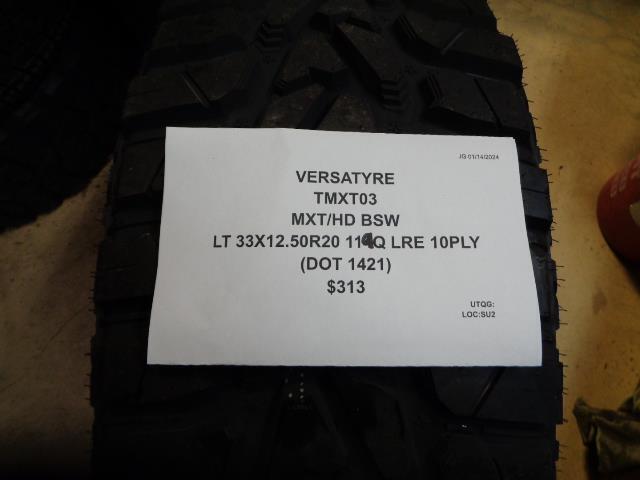 JG 01/14/2024
VERSATYRE
TMXT03
MXT/HD BSW
LT 33X12.50R20 119Q LRE 10PLY
(DOT 1421)
$313
UTQG:
LOC:SU2